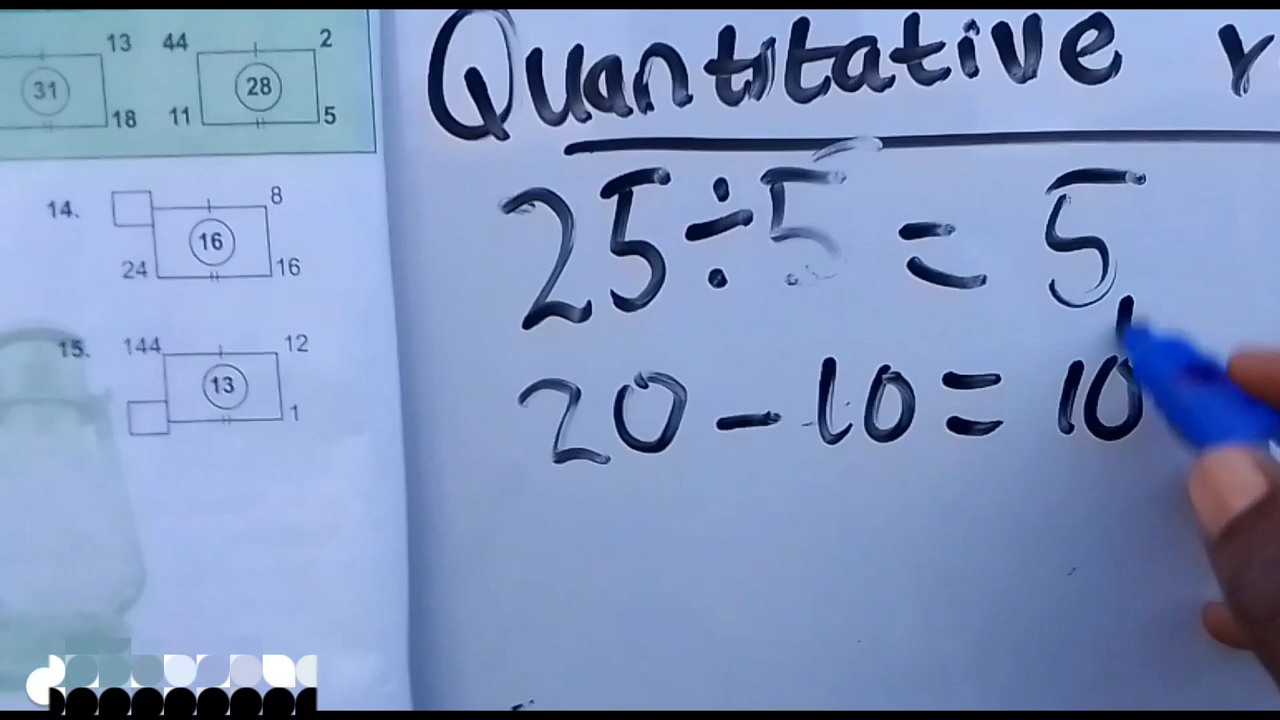 13 44 2
31 28
18 11 5
14. 8
16
24 16
15. 144 12
13
1
Quantitative r
25÷5 = 5
20 - 10 = 10